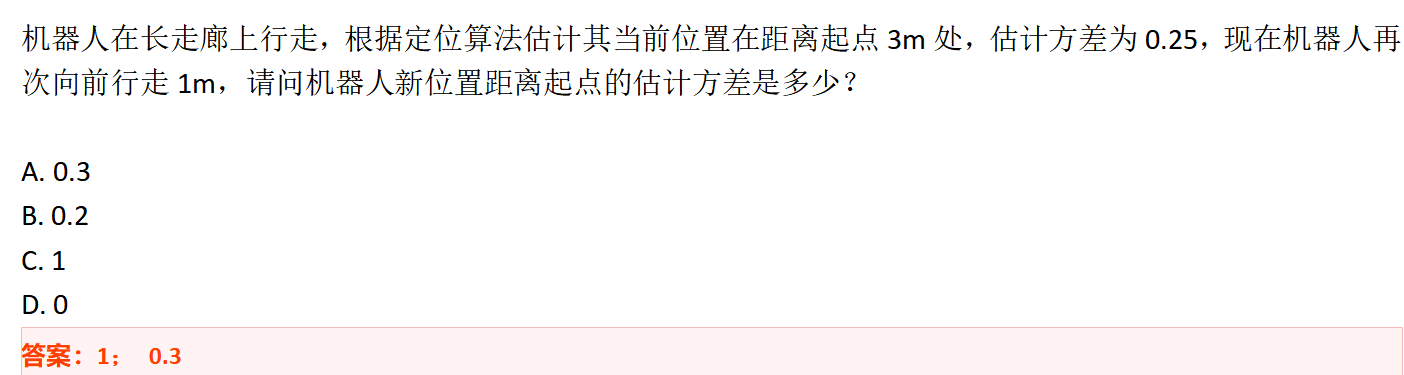 机器人在长走廊上行走，根据定位算法估计其当前位置在距离起点 3m 处，估计方差为 0.25，现在机器人再
次向前行走 1m，请问机器人新位置距离起点的估计方差是多少？
A. 0.3
B. 0.2
C. 1
D. 0
答案：1； 0.3